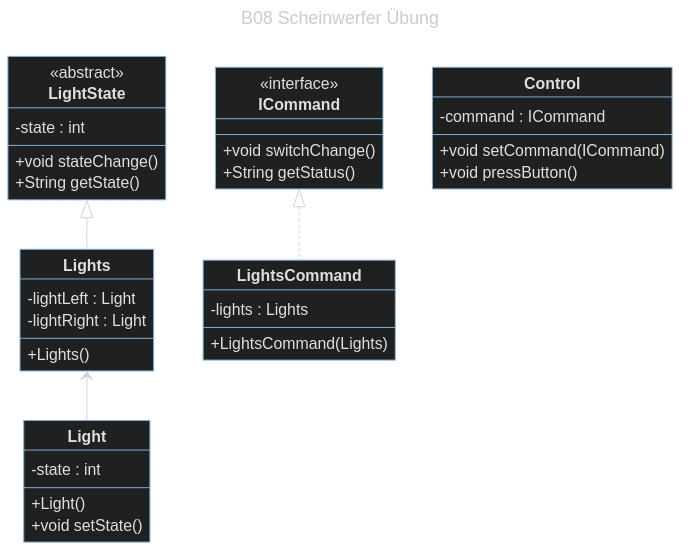 B08 Scheinwerfer Übung
«abstract»
LightState
-state : int
+void stateChange()
+String getState()
«interface»
ICommand
+void switchChange()
+String getStatus()
Control
-command : ICommand
+void setCommand(ICommand)
+void pressButton()
Lights
-lightLeft : Light
-lightRight : Light
+Lights()
LightsCommand
-lights : Lights
+LightsCommand(Lights)
Light
-state : int
+Light()
+void setState()